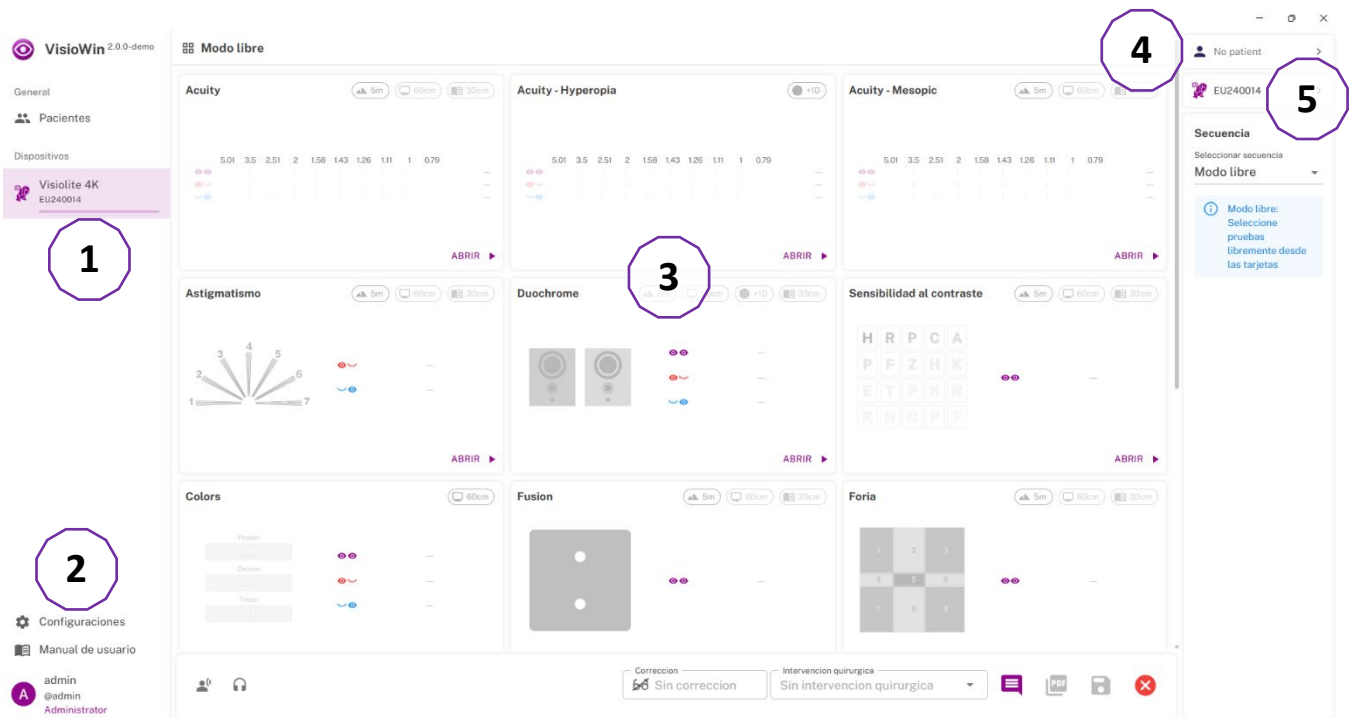 VisioWin 2.0.0-demo
General
Pacientes
Dispositivos
Visiolite 4K
EU240014
1
2
Configuraciones
Manual de usuario
A
admin
@admin
Administrator
Modo libre
Acuity
5m 60cm 33cm
5.01 3.5 2.51 2 1.58 1.43 1.26 1.11 1 0.79
ABRIR
Acuity - Hyperopia
+1D
5.01 3.5 2.51 2 1.58 1.43 1.26 1.11 1 0.79
ABRIR
Acuity - Mesopic
5m 60cm
5.01 3.5 2.51 2 1.58 1.43 1.26 1.11 1 0.79
ABRIR
3
Astigmatismo
5m 60cm 33cm
1 2 3 4 5 6 7
ABRIR
Duochrome
+1D 33cm
ABRIR
Sensibilidad al contraste
5m 60cm 33cm
H R P C A
P F Z H K
ABRIR
Colors
60cm
Protan
Deutan
Tritan
Fusion
5m 60cm 33cm
Foria
5m 60cm 33cm
1 2 3
4 5 6
7 8 9
Correccion
Sin correccion
Intervencion quirurgica
Sin intervencion quirurgica
PDF
4
No patient
EU240014
5
Secuencia
Seleccionar secuencia
Modo libre
Modo libre:
Seleccione
pruebas
libremente desde
las tarjetas